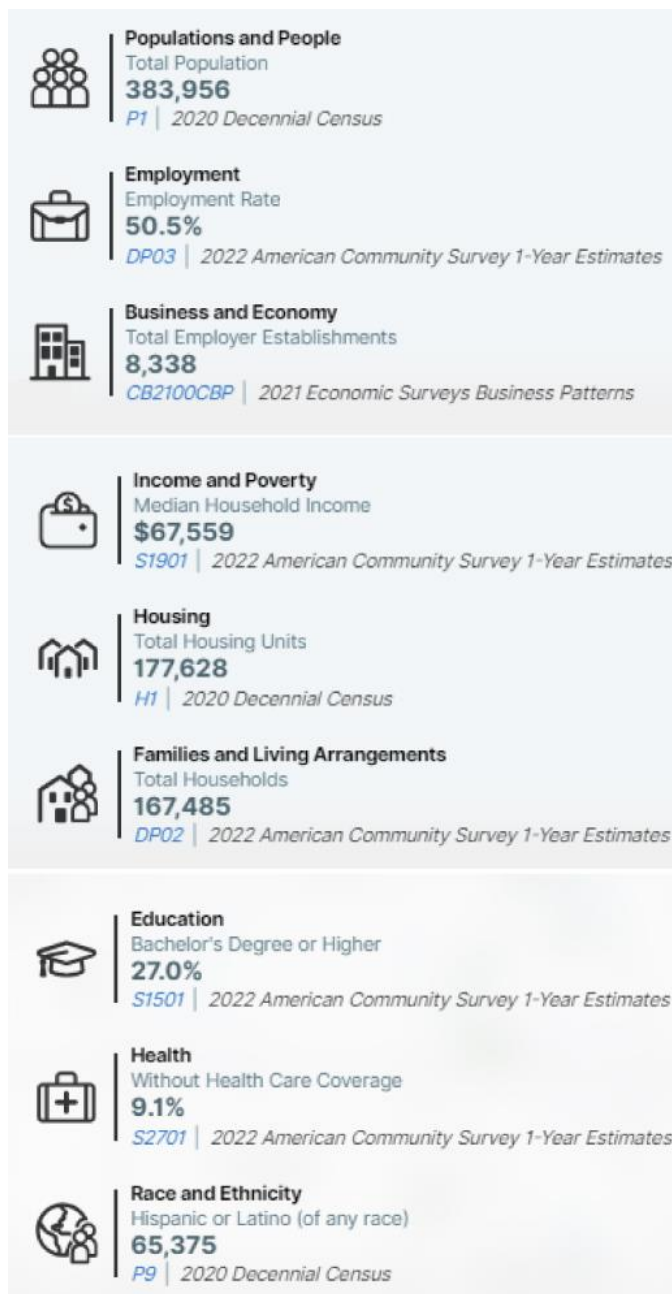 Populations and People
Total Population
383,956
P1 | 2020 Decennial Census
Employment
Employment Rate
50.5%
DP03 | 2022 American Community Survey 1-Year Estimates
Business and Economy
Total Employer Establishments
8,338
CB2100CBP | 2021 Economic Surveys Business Patterns
Income and Poverty
Median Household Income
$67,559
S1901 | 2022 American Community Survey 1-Year Estimates
Housing
Total Housing Units
177,628
H1 | 2020 Decennial Census
Families and Living Arrangements
Total Households
167,485
DP02 | 2022 American Community Survey 1-Year Estimates
Education
Bachelor's Degree or Higher
27.0%
S1501 | 2022 American Community Survey 1-Year Estimates
Health
Without Health Care Coverage
9.1%
S2701 | 2022 American Community Survey 1-Year Estimates
Race and Ethnicity
Hispanic or Latino (of any race)
65,375
P9 | 2020 Decennial Census